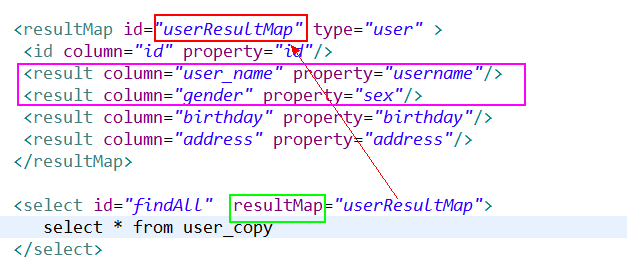 <resultMap id="userResultMap" type="user" >
<id column="id" property="id"/>
<result column="user_name" property="username"/>
<result column="gender" property="sex"/>
<result column="birthday" property="birthday"/>
<result column="address" property="address"/>
</resultMap>
<select id="findAll" resultMap="userResultMap">
select * from user_copy
</select>